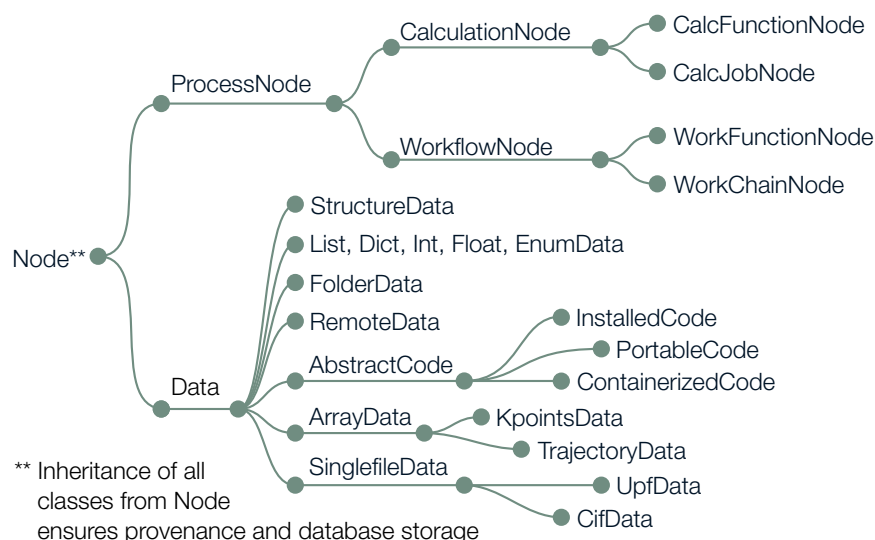 CalculationNode
CalcFunctionNode
CalcJobNode
ProcessNode
WorkflowNode
WorkFunctionNode
WorkChainNode
Node**
StructureData
List, Dict, Int, Float, EnumData
FolderData
RemoteData
Data
AbstractCode
InstalledCode
PortableCode
ContainerizedCode
ArrayData
KpointsData
TrajectoryData
SinglefileData
UpfData
CifData
** Inheritance of all
classes from Node
ensures provenance and database storage